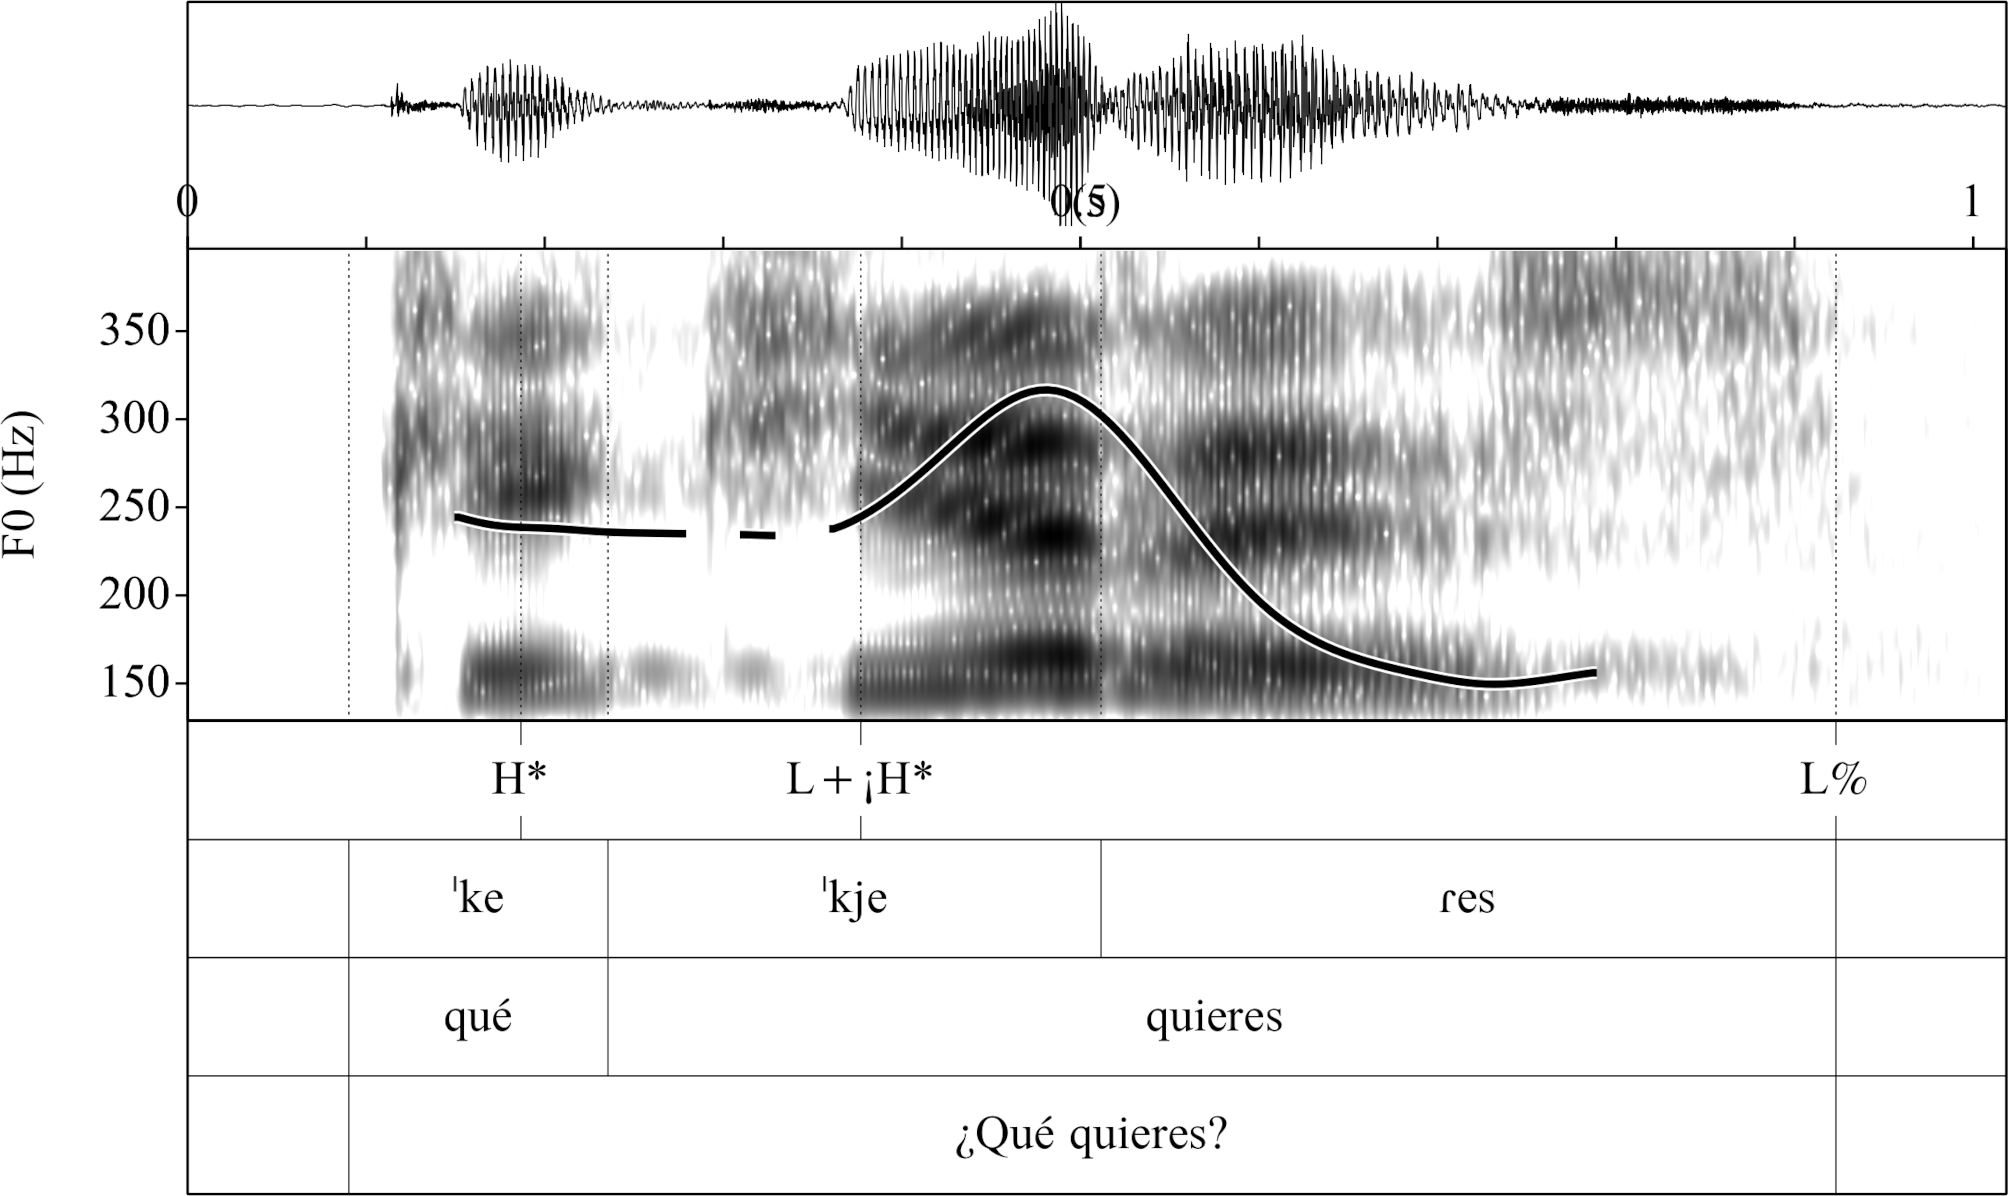 0 0.5 (s) 1
F0 (Hz)
350
300
250
200
150
H* L+¡H* L%
ˈke ˈkje ɾes
qué quieres
¿Qué quieres?